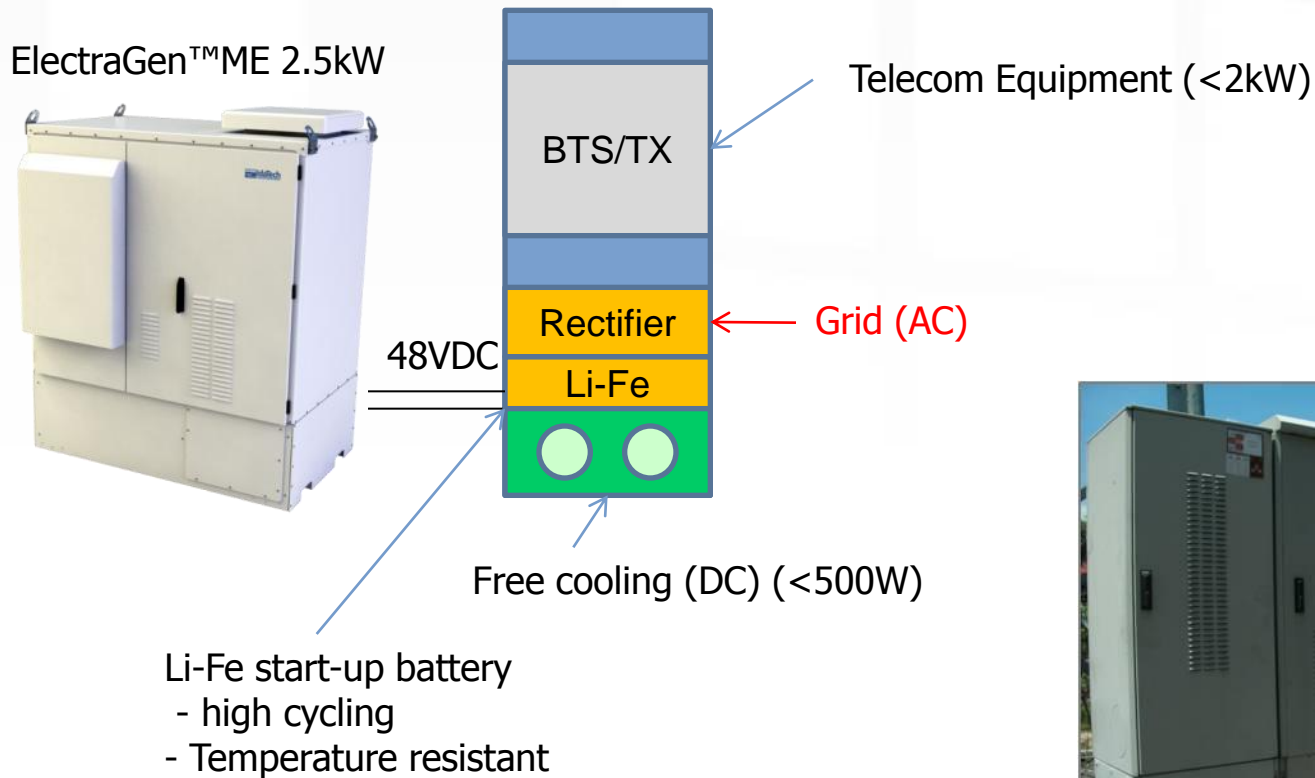 ElectraGen™ME 2.5kW
Telecom Equipment (<2kW)
BTS/TX
Rectifier
Grid (AC)
48VDC
Li-Fe
Free cooling (DC) (<500W)
Li-Fe start-up battery
- high cycling
- Temperature resistant